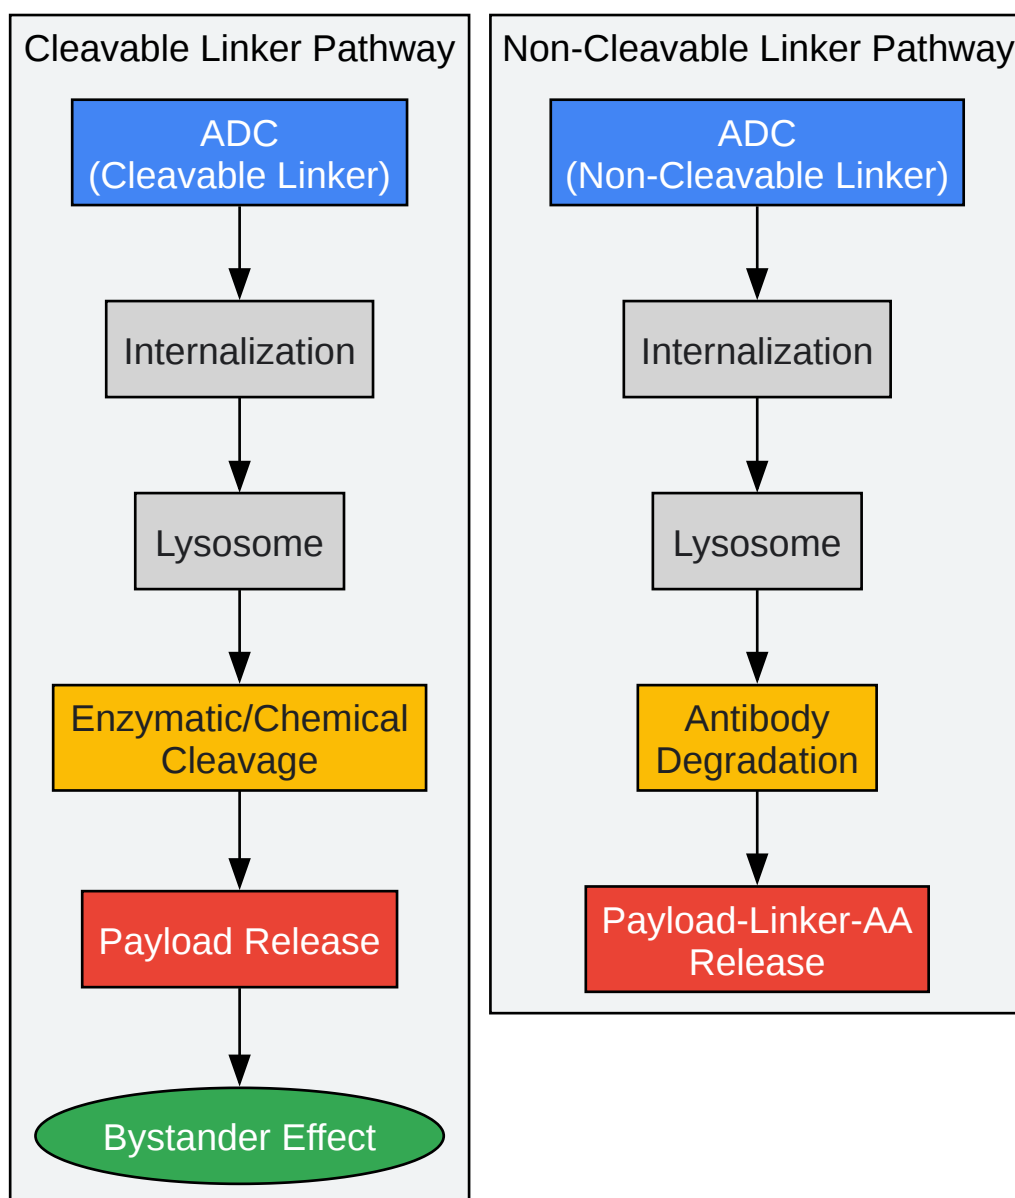 Cleavable Linker Pathway
ADC
(Cleavable Linker)
Internalization
Lysosome
Enzymatic/Chemical
Cleavage
Payload Release
Bystander Effect
Non-Cleavable Linker Pathway
ADC
(Non-Cleavable Linker)
Internalization
Lysosome
Antibody
Degradation
Payload-Linker-AA
Release